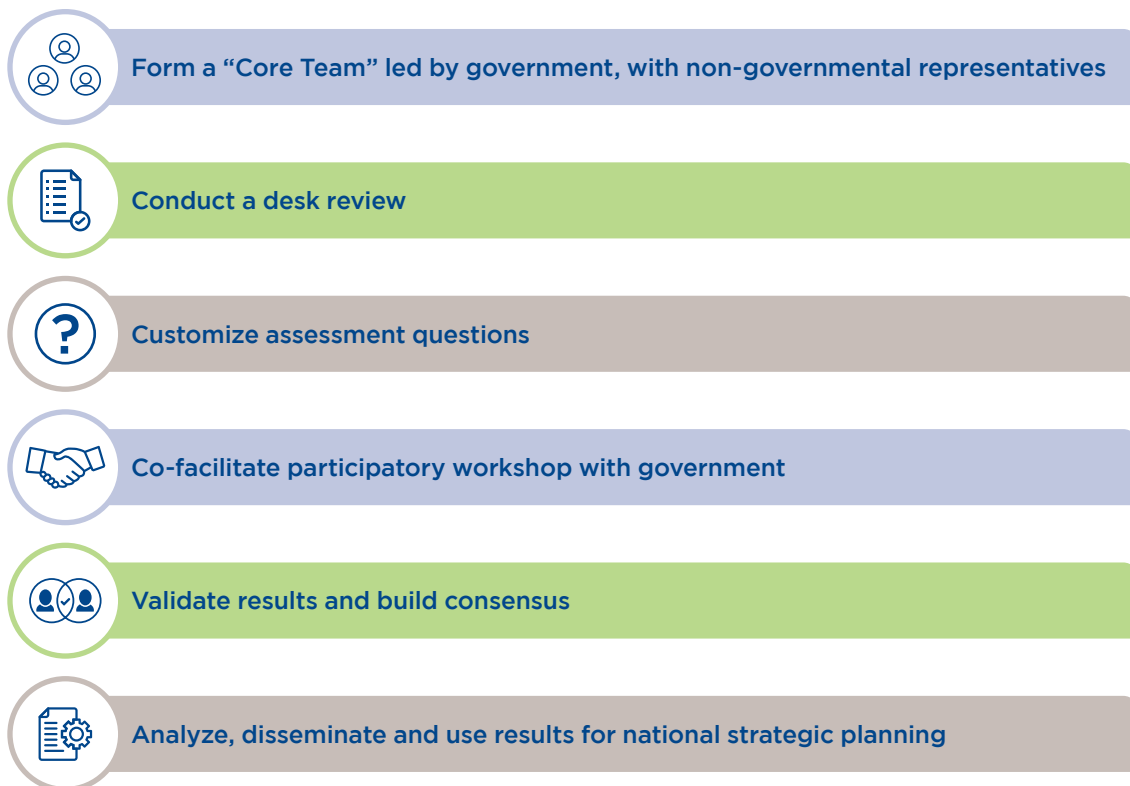 Form a “Core Team” led by government, with non-governmental representatives
Conduct a desk review
?
Customize assessment questions
Co-facilitate participatory workshop with government
Validate results and build consensus
Analyze, disseminate and use results for national strategic planning